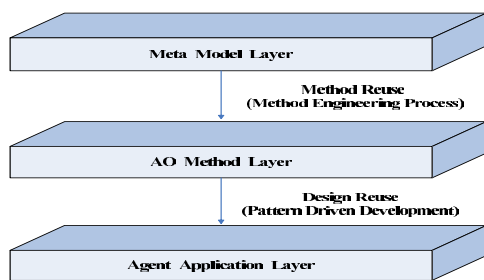 Meta Model Layer
Method Reuse
(Method Engineering Process)
AO Method Layer
Design Reuse
(Pattern Driven Development)
Agent Application Layer